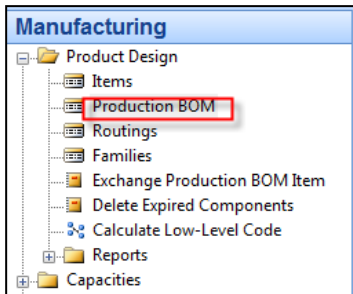 Manufacturing
Product Design
Items
Production BOM
Routings
Families
Exchange Production BOM Item
Delete Expired Components
Calculate Low-Level Code
Reports
Capacities